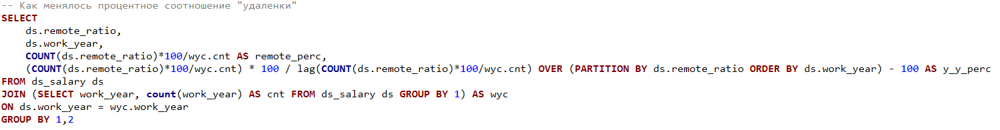 -- Как менялось процентное соотношение "удаленки"
SELECT
    ds.remote_ratio,
    ds.work_year,
    COUNT(ds.remote_ratio)*100/wyc.cnt AS remote_perc,
    (COUNT(ds.remote_ratio)*100/wyc.cnt) * 100 / lag(COUNT(ds.remote_ratio)*100/wyc.cnt) OVER (PARTITION BY ds.remote_ratio ORDER BY ds.work_year) - 100 AS y_y_perc
FROM ds_salary ds
JOIN (SELECT work_year, count(work_year) AS cnt FROM ds_salary ds GROUP BY 1) AS wyc
ON ds.work_year = wyc.work_year
GROUP BY 1,2